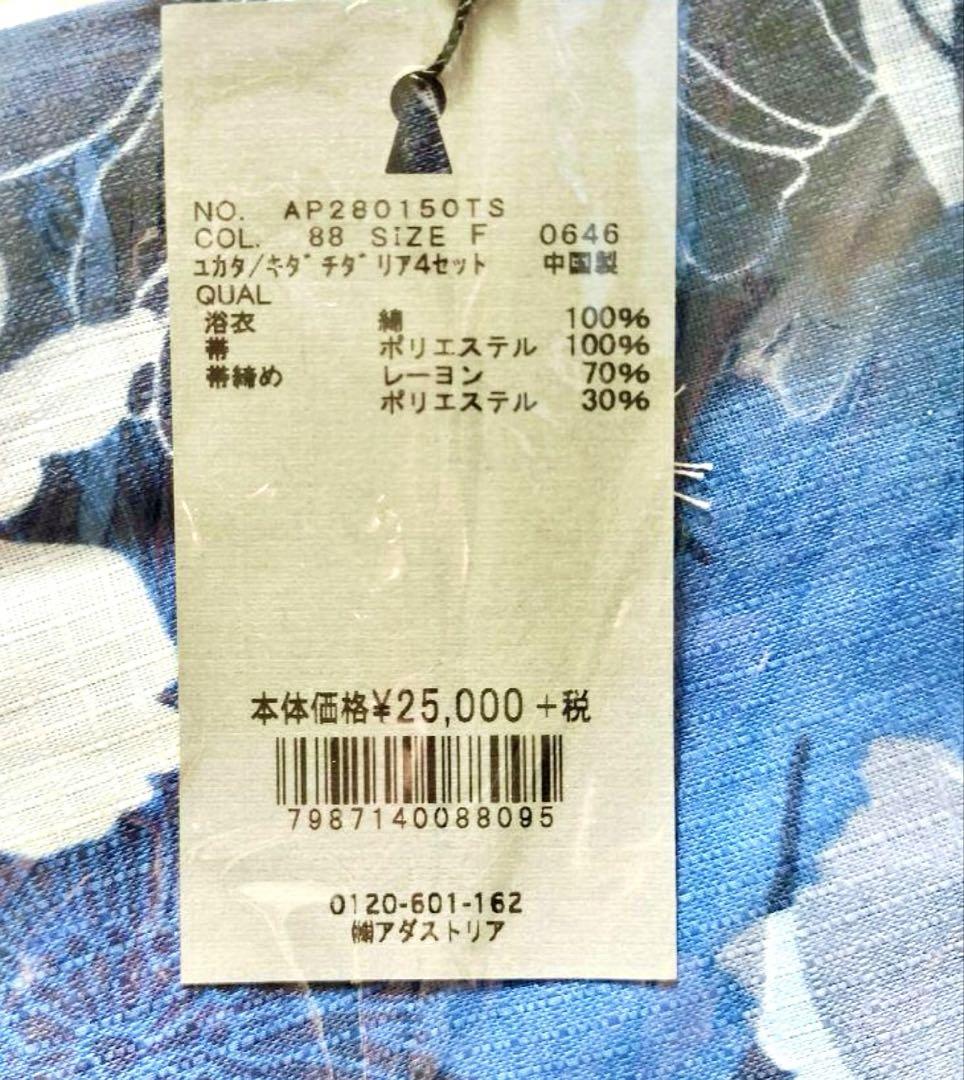 NO. AP280150TS
COL. 88 SIZE F 0646
ﾕｶﾀ/ｷﾀﾞﾁﾀﾞﾘｱ4ｾｯﾄ 中国製
QUAL
浴衣 綿 100%
帯 ポリエステル 100%
帯締め レーヨン 70%
ポリエステル 30%
本体価格¥25,000+税
7987140088095
0120-601-162
㈱アダストリア